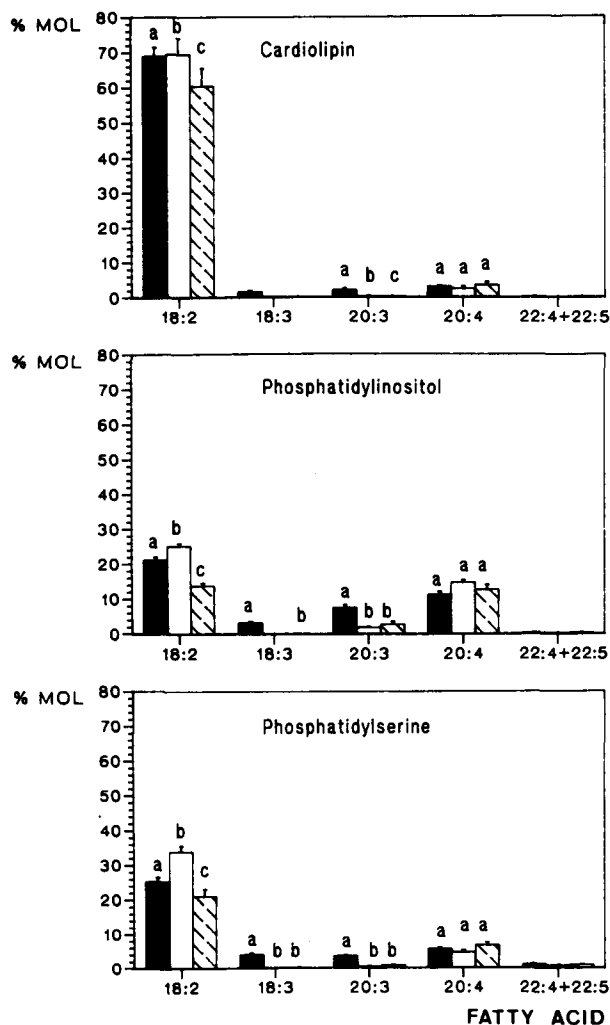 % MOL
Cardiolipin
80
70
60
50
40
30
20
10
0
a b c
a b c
a a a
18:2 18:3 20:3 20:4 22:4+22:5
% MOL
Phosphatidylinositol
80
70
60
50
40
30
20
10
0
a b c
a b
a b b
a a a
18:2 18:3 20:3 20:4 22:4+22:5
% MOL
Phosphatidylserine
80
70
60
50
40
30
20
10
0
a b c
a b b
a b b
a a a
18:2 18:3 20:3 20:4 22:4+22:5
FATTY ACID